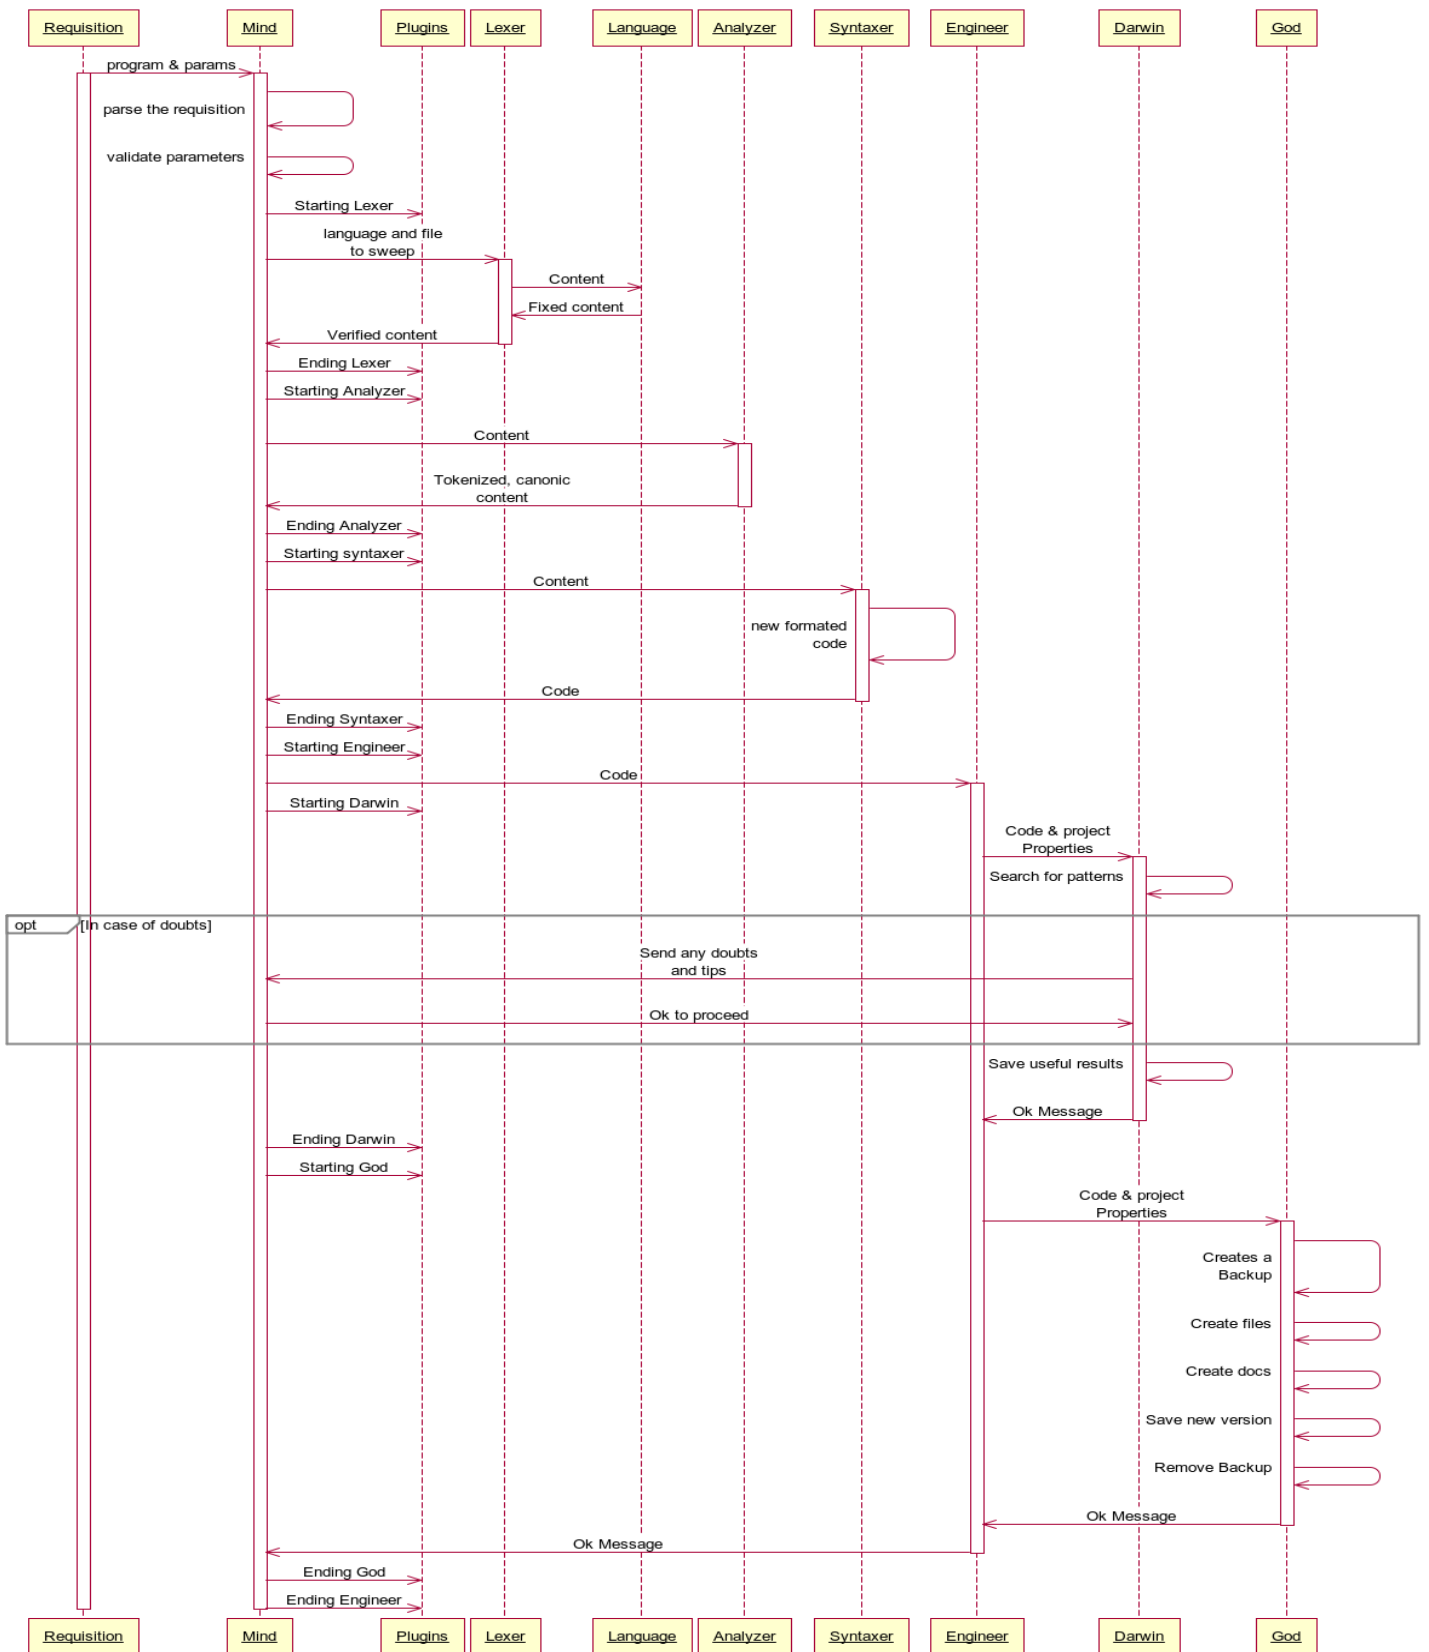 Requisition Mind Plugins Lexer Language Analyzer Syntaxer Engineer Darwin God
program & params
parse the requisition
validate parameters
Starting Lexer
language and file
to sweep
Content
Fixed content
Verified content
Ending Lexer
Starting Analyzer
Content
Tokenized, canonic
content
Ending Analyzer
Starting syntaxer
Content
new formated
code
Code
Ending Syntaxer
Starting Engineer
Code
Starting Darwin
Code & project
Properties
Search for patterns
opt [In case of doubts]
Send any doubts
and tips
Ok to proceed
Save useful results
Ok Message
Ending Darwin
Starting God
Code & project
Properties
Creates a
Backup
Create files
Create docs
Save new version
Remove Backup
Ok Message
Ok Message
Ending God
Ending Engineer
Requisition Mind Plugins Lexer Language Analyzer Syntaxer Engineer Darwin God